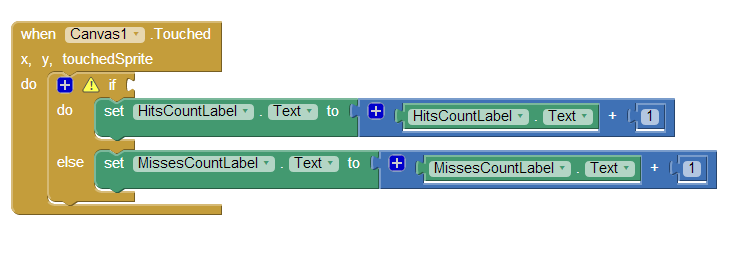 when Canvas1 .Touched
x, y, touchedSprite
do if
do set HitsCountLabel . Text to HitsCountLabel . Text + 1
else set MissesCountLabel . Text to MissesCountLabel . Text + 1